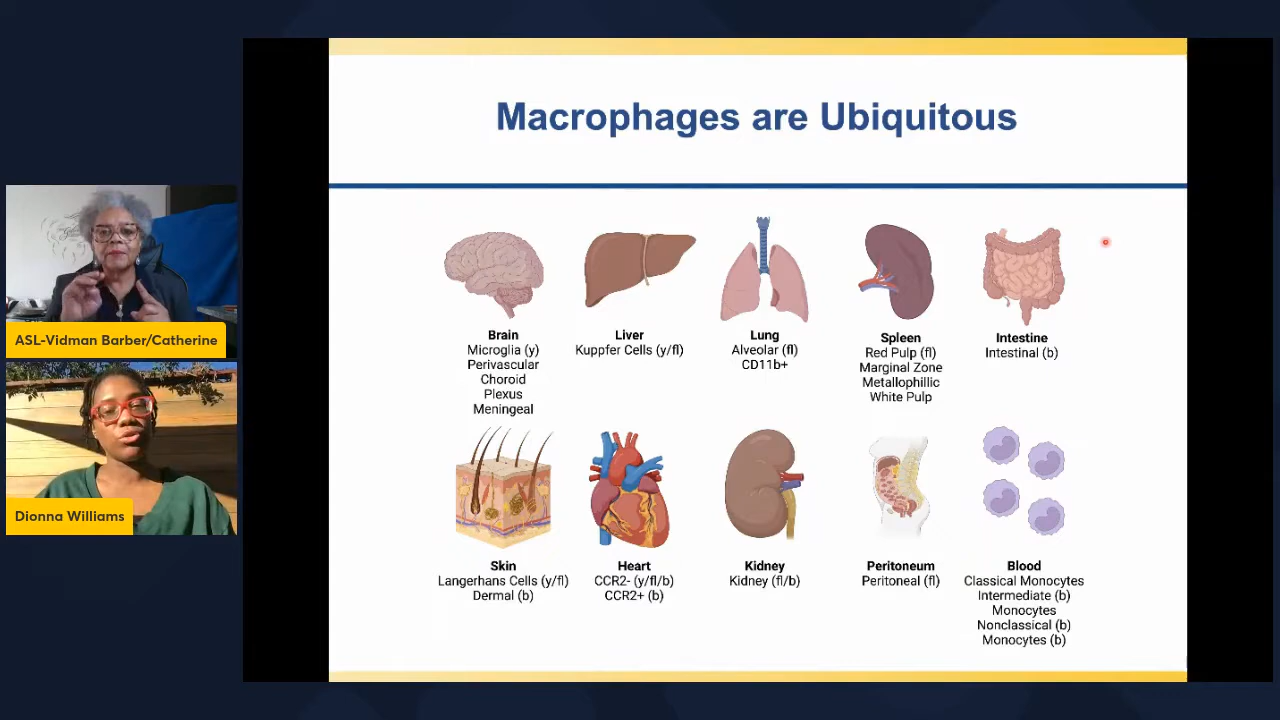 Macrophages are Ubiquitous
ASL-Vidman Barber/Catherine
Dionna Williams
Brain
Microglia (y)
Perivascular
Choroid
Plexus
Meningeal
Liver
Kuppfer Cells (y/fl)
Lung
Alveolar (fl)
CD11b+
Spleen
Red Pulp (fl)
Marginal Zone
Metallophillic
White Pulp
Intestine
Intestinal (b)
Skin
Langerhans Cells (y/fl)
Dermal (b)
Heart
CCR2- (y/fl/b)
CCR2+ (b)
Kidney
Kidney (fl/b)
Peritoneum
Peritoneal (fl)
Blood
Classical Monocytes
Intermediate (b)
Monocytes
Nonclassical (b)
Monocytes (b)